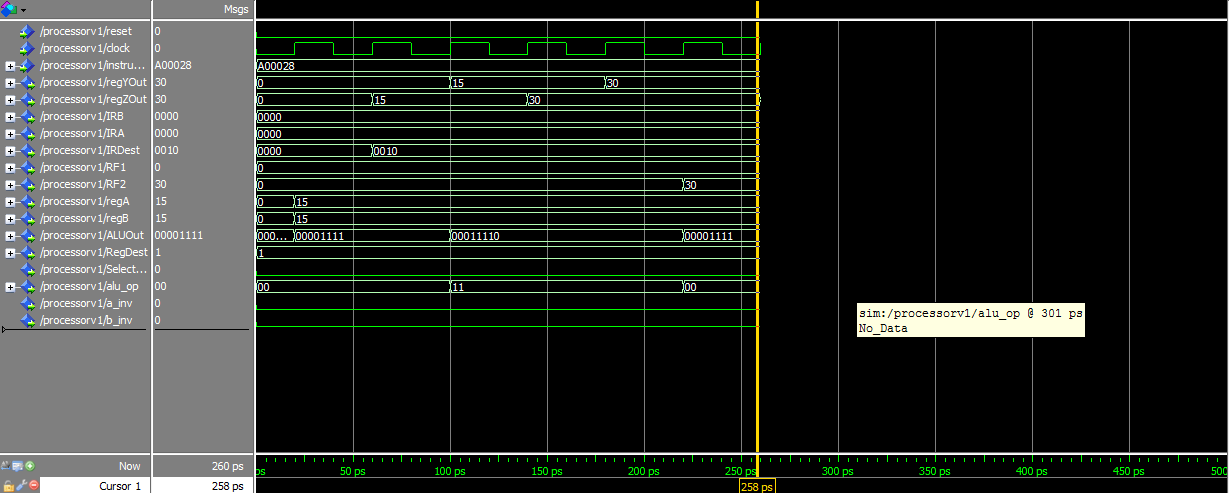 Msgs
/processorv1/reset 0
/processorv1/clock 0
/processorv1/instru... A00028 A00028
/processorv1/regYOut 30 0 15 30
/processorv1/regZOut 30 0 15 30
/processorv1/IRB 0000 0000
/processorv1/IRA 0000 0000
/processorv1/IRDest 0010 0000 0010
/processorv1/RF1 0 0
/processorv1/RF2 30 0 30
/processorv1/regA 15 0 15
/processorv1/regB 15 0 15
/processorv1/ALUOut 00001111 000... 00001111 00011110 00001111
/processorv1/RegDest 1 1
/processorv1/Select... 0
/processorv1/alu_op 00 00 11 00
/processorv1/a_inv 0
/processorv1/b_inv 0
sim:/processorv1/alu_op @ 301 ps
No_Data
Now 260 ps ps 50 ps 100 ps 150 ps 200 ps 250 ps 300 ps 350 ps 400 ps 450 ps 500
Cursor 1 258 ps 258 ps